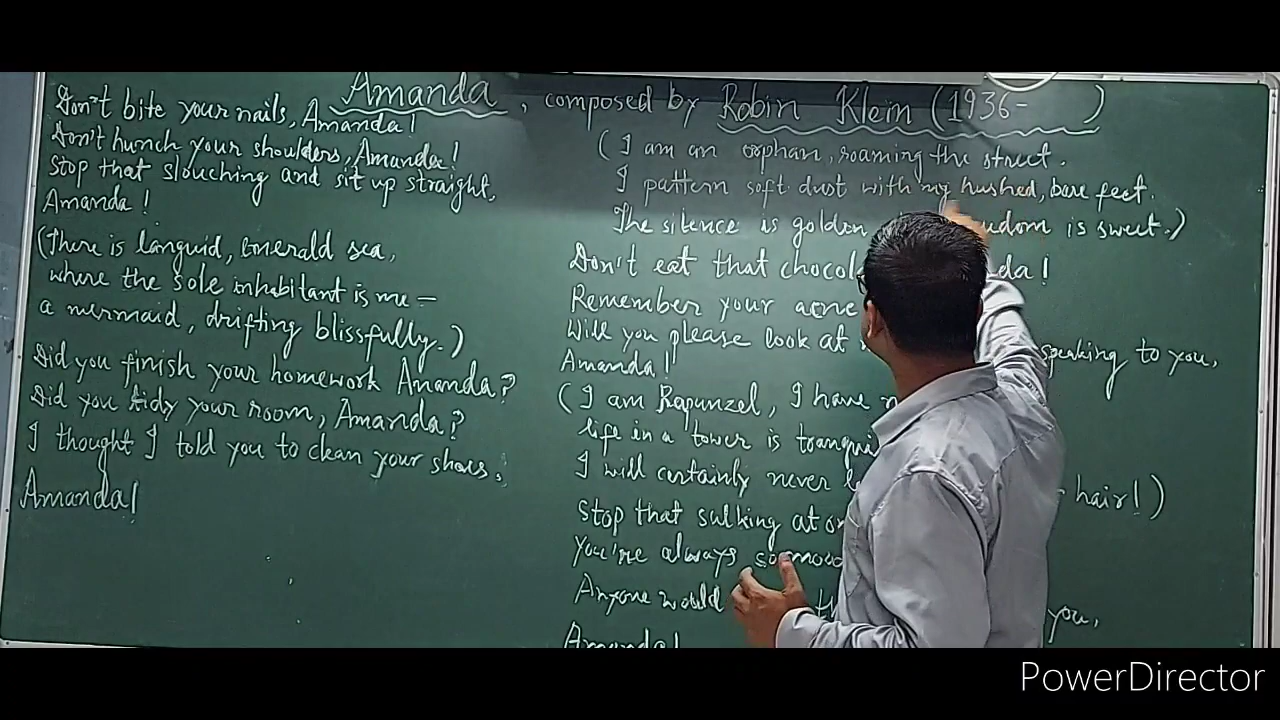 Amanda, composed by Robin Klein (1936- )
Don't bite your nails, Amanda!
Don't hunch your shoulders, Amanda!
Stop that slouching and sit up straight,
Amanda!
(There is languid, Emerald sea,
where the sole inhabitant is me —
a mermaid, drifting blissfully.)
Did you finish your homework Amanda?
Did you tidy your room, Amanda?
I thought I told you to clean your shoes,
Amanda!
(I am an orphan, roaming the street.
I pattern soft dust with my hushed, bare feet.
The silence is golden is sweet.)
Don't eat that
Remember your acne
Will you please look at speaking to you,
Amanda!
(I am Rapunzel, I have
life in a tower is
I will certainly never hair!)
Stop that sulking at
You're always so
Anyone would you,
Amanda!
PowerDirector